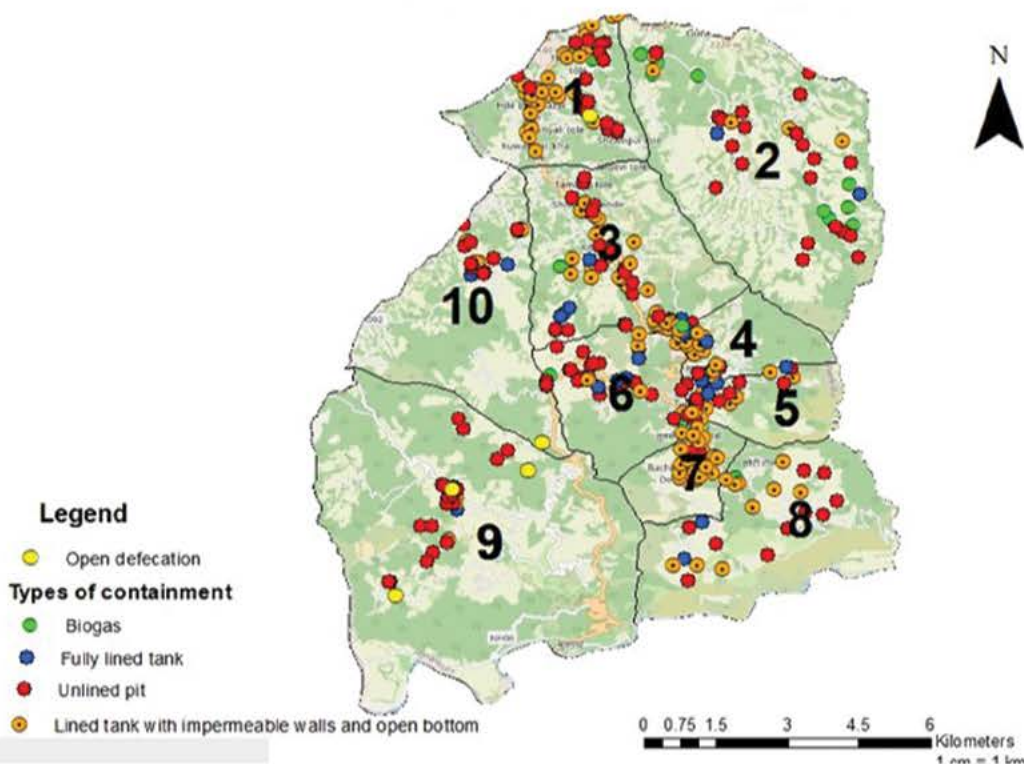 N
1
2
3
10
4
6
5
7
8
9
Legend
Open defecation
Types of containment
Biogas
Fully lined tank
Unlined pit
Lined tank with impermeable walls and open bottom
0 0.75 1.5 3 4.5 6
Kilometers